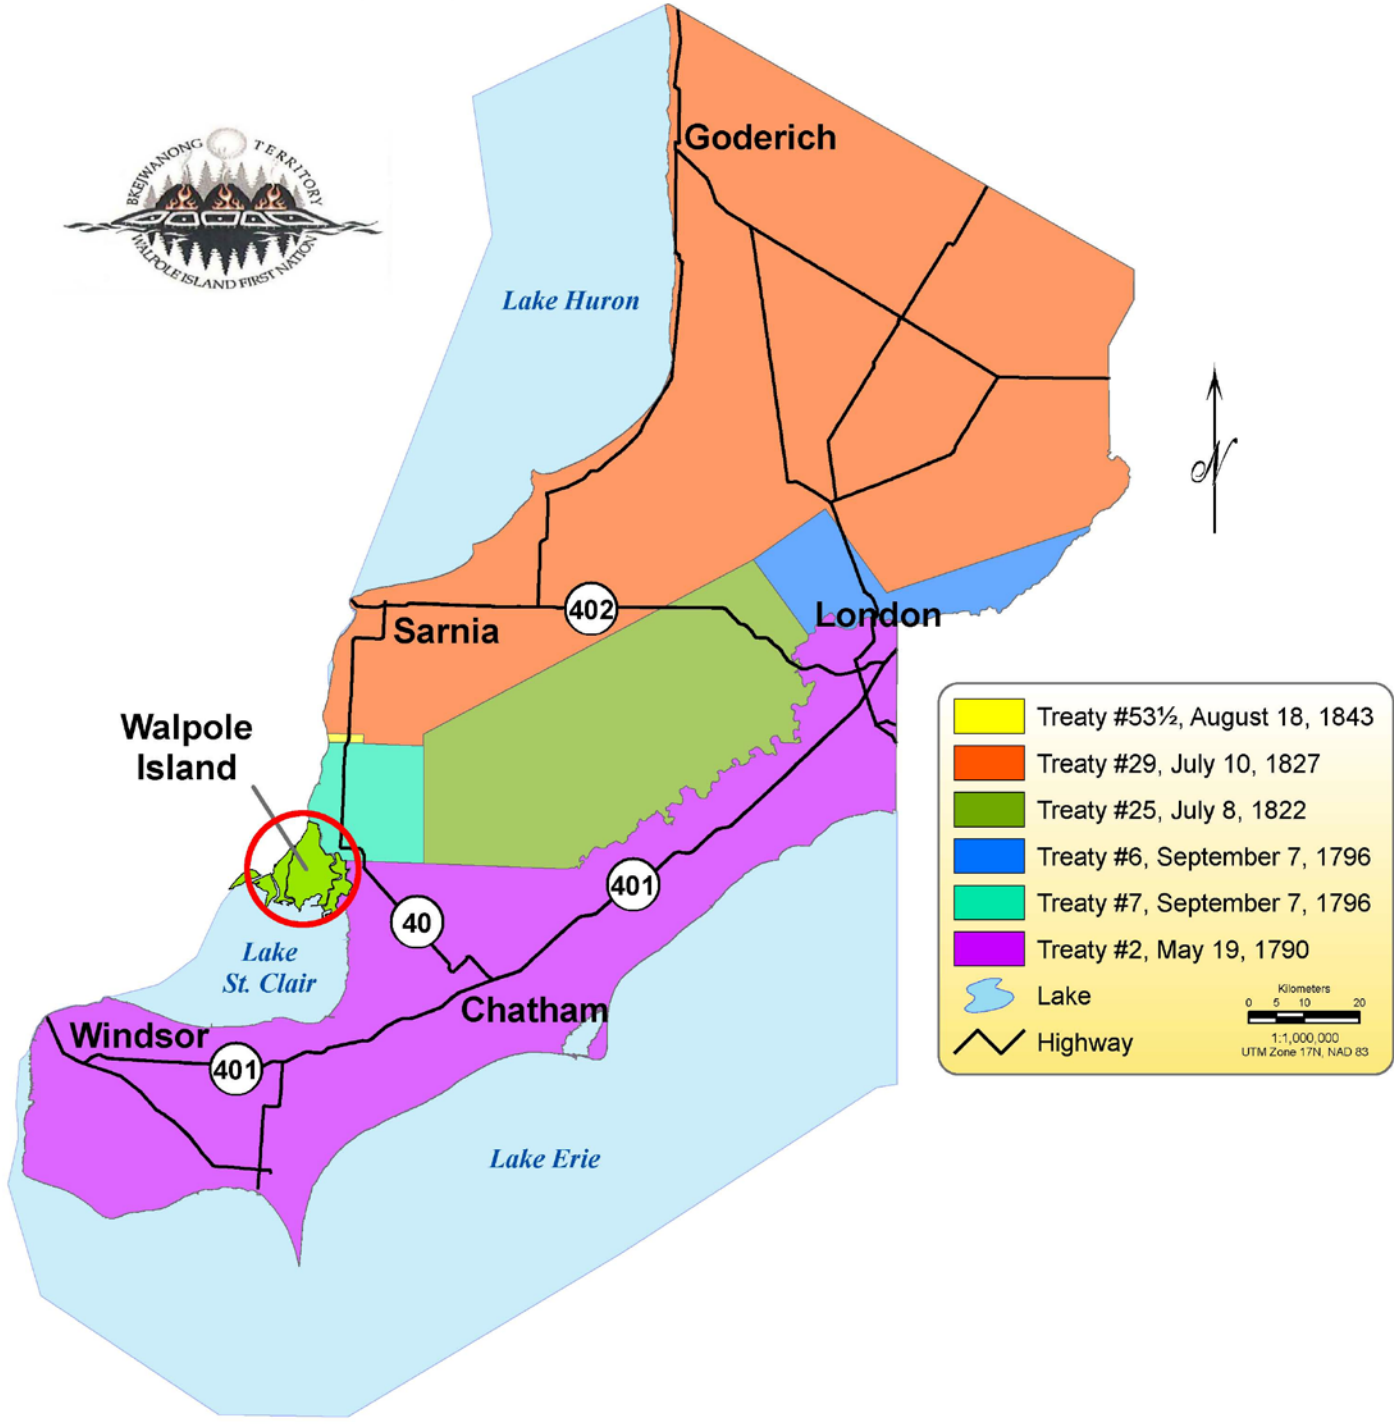 BKEJWANONG TERRITORY
WALPOLE ISLAND FIRST NATION
Goderich
Lake Huron
N
402
Sarnia
London
Walpole
Island
401
40
Lake
St. Clair
Chatham
Windsor
401
Lake Erie
Treaty #53½, August 18, 1843
Treaty #29, July 10, 1827
Treaty #25, July 8, 1822
Treaty #6, September 7, 1796
Treaty #7, September 7, 1796
Treaty #2, May 19, 1790
Lake
Highway
Kilometers
0 5 10 20
1:1,000,000
UTM Zone 17N, NAD 83